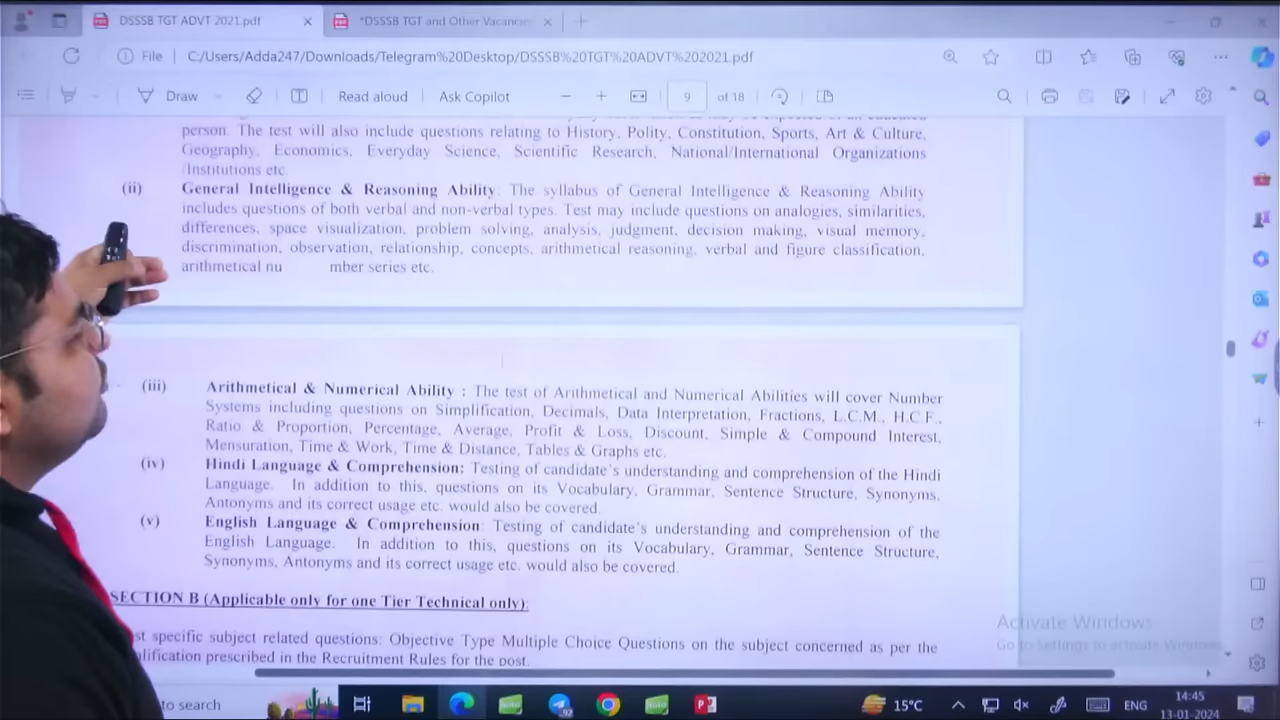 DSSSB TGT ADVT 2021.pdf
*DSSSB TGT and Other Vacancie
File
C:/Users/Adda247/Downloads/Telegram%20Desktop/DSSSB%20TGT%20ADVT%202021.pdf
Draw
Read aloud
Ask Copilot
9 of 18
person. The test will also include questions relating to History, Polity, Constitution, Sports, Art & Culture,
Geography, Economics, Everyday Science, Scientific Research, National/International Organizations
/Institutions etc.
(ii) General Intelligence & Reasoning Ability: The syllabus of General Intelligence & Reasoning Ability
includes questions of both verbal and non-verbal types. Test may include questions on analogies, similarities,
differences, space visualization, problem solving, analysis, judgment, decision making, visual memory,
discrimination, observation, relationship, concepts, arithmetical reasoning, verbal and figure classification,
arithmetical nu mber series etc.
(iii) Arithmetical & Numerical Ability : The test of Arithmetical and Numerical Abilities will cover Number
Systems including questions on Simplification, Decimals, Data Interpretation, Fractions, L.C.M., H.C.F.,
Ratio & Proportion, Percentage, Average, Profit & Loss, Discount, Simple & Compound Interest,
Mensuration, Time & Work, Time & Distance, Tables & Graphs etc.
(iv) Hindi Language & Comprehension: Testing of candidate's understanding and comprehension of the Hindi
Language. In addition to this, questions on its Vocabulary, Grammar, Sentence Structure, Synonyms,
Antonyms and its correct usage etc. would also be covered.
(v) English Language & Comprehension: Testing of candidate's understanding and comprehension of the
English Language. In addition to this, questions on its Vocabulary, Grammar, Sentence Structure,
Synonyms, Antonyms and its correct usage etc. would also be covered.
SECTION B (Applicable only for one Tier Technical only):
st specific subject related questions: Objective Type Multiple Choice Questions on the subject concerned as per the
lification prescribed in the Recruitment Rules for the post.
Activate Windows
Go to Settings to activate Windows
to search
15°C
ENG
14:45
13-01-2024